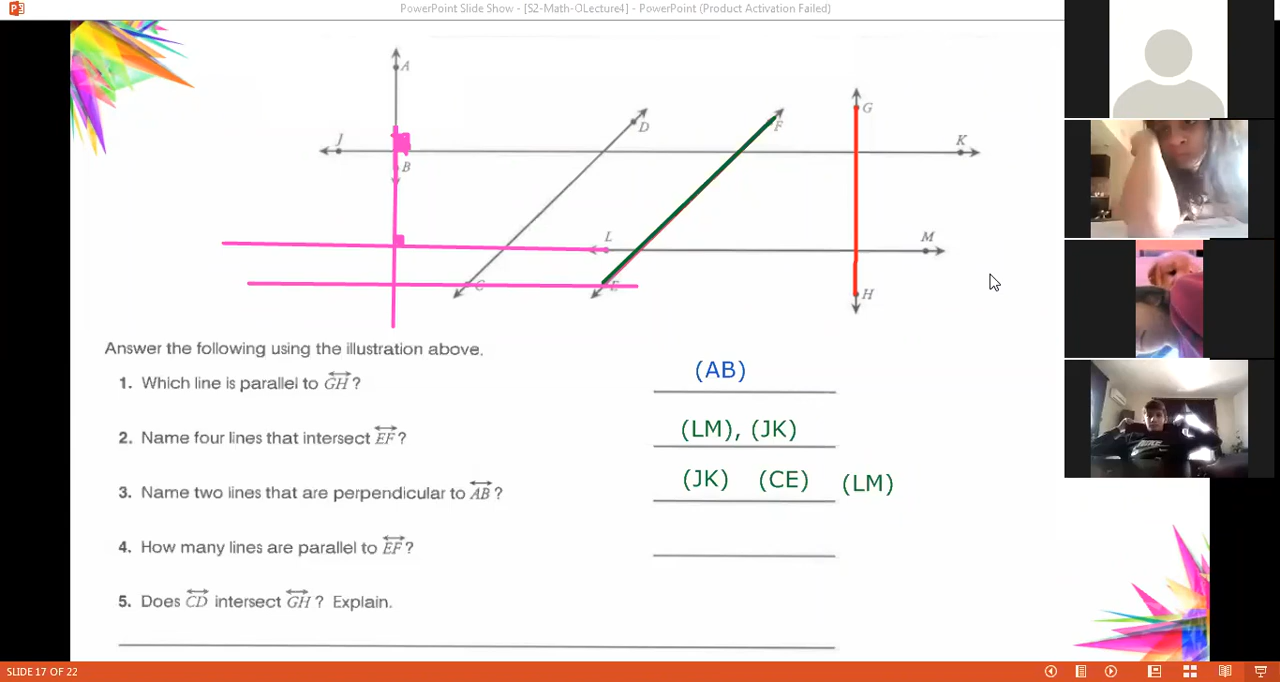 PowerPoint Slide Show - [S2-Math-OLecture4] - PowerPoint (Product Activation Failed)
A
G
D
F
J
K
B
L
M
C
E
H
Answer the following using the illustration above.
1. Which line is parallel to GH? (AB)
2. Name four lines that intersect EF? (LM), (JK)
3. Name two lines that are perpendicular to AB? (JK) (CE) (LM)
4. How many lines are parallel to EF?
5. Does CD intersect GH? Explain.
SLIDE 17 OF 22